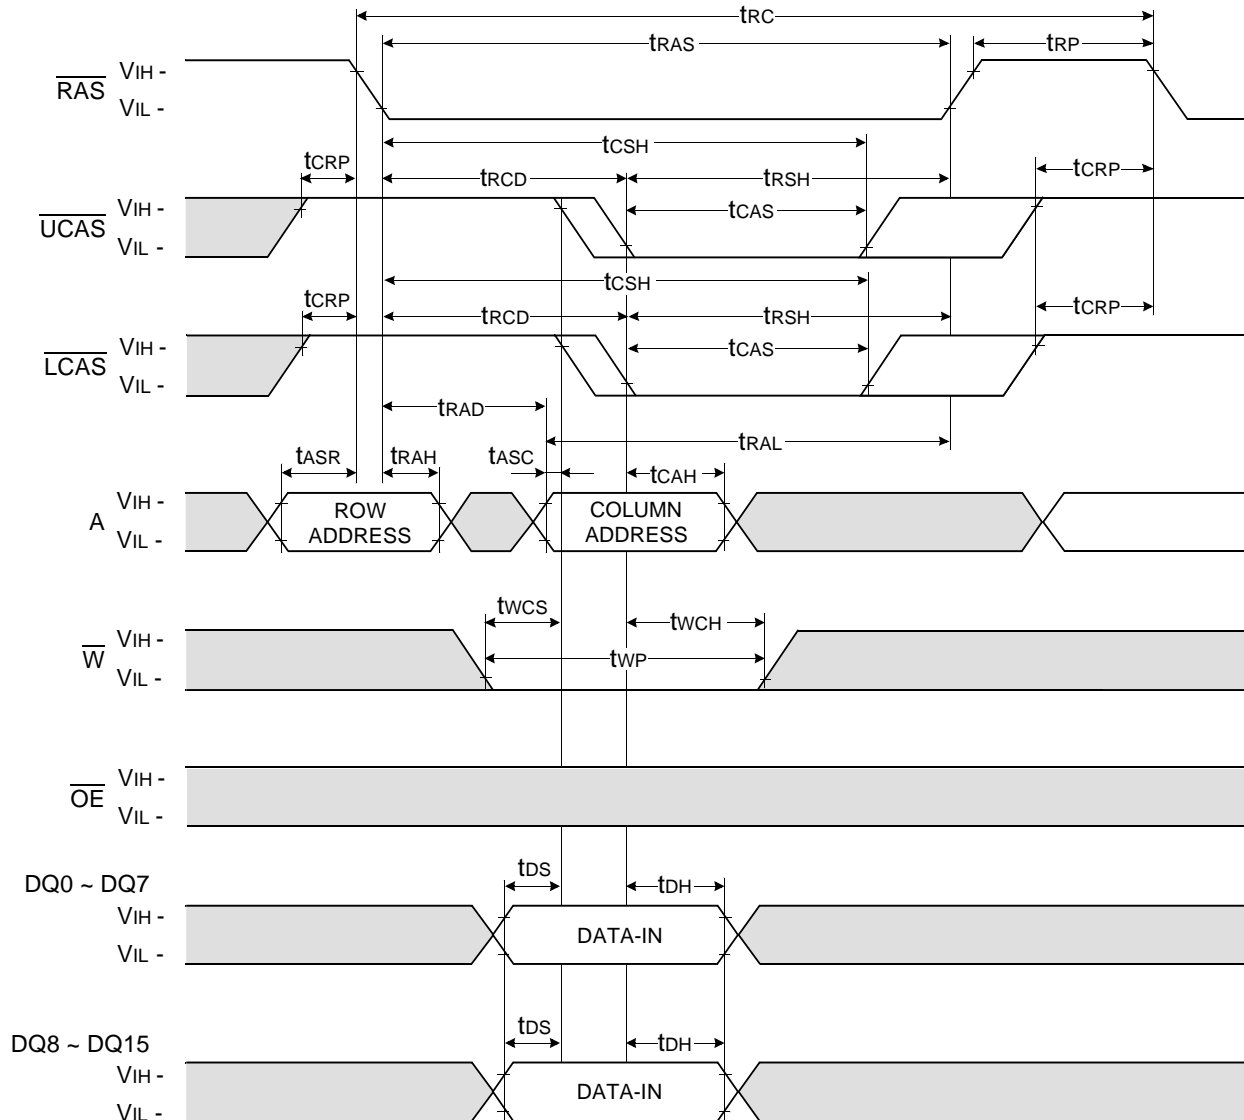 tRC
tRAS tRP
RAS VIH -
VIL -
tCSH
tCRP tRCD tRSH tCRP
UCAS VIH - tCAS
VIL -
tCSH
tCRP tRCD tRSH tCRP
LCAS VIH - tCAS
VIL -
tRAD
tRAL
tASR tRAH tASC tCAH
A VIH - ROW ADDRESS COLUMN ADDRESS
VIL -
tWCS tWCH
W VIH - tWP
VIL -
OE VIH -
VIL -
tDS tDH
DQ0 ~ DQ7
VIH -
DATA-IN
VIL -
tDS tDH
DQ8 ~ DQ15
VIH -
DATA-IN
VIL -